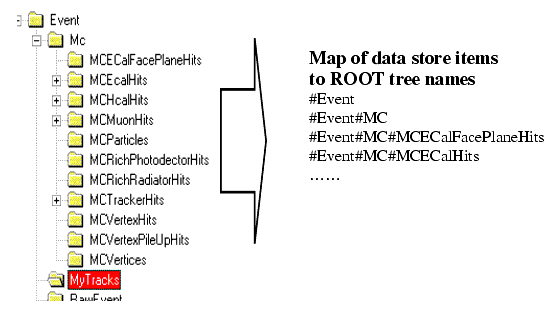 Event
Mc
MCECalFacePlaneHits
MCEcalHits
MCHcalHits
MCMuonHits
MCParticles
MCRichPhotodectorHits
MCRichRadiatorHits
MCTrackerHits
MCVertexHits
MCVertexPileUpHits
MCVertices
MyTracks
RawEvent
Map of data store items
to ROOT tree names
#Event
#Event#MC
#Event#MC#MCECalFacePlaneHits
#Event#MC#MCECalHits
……